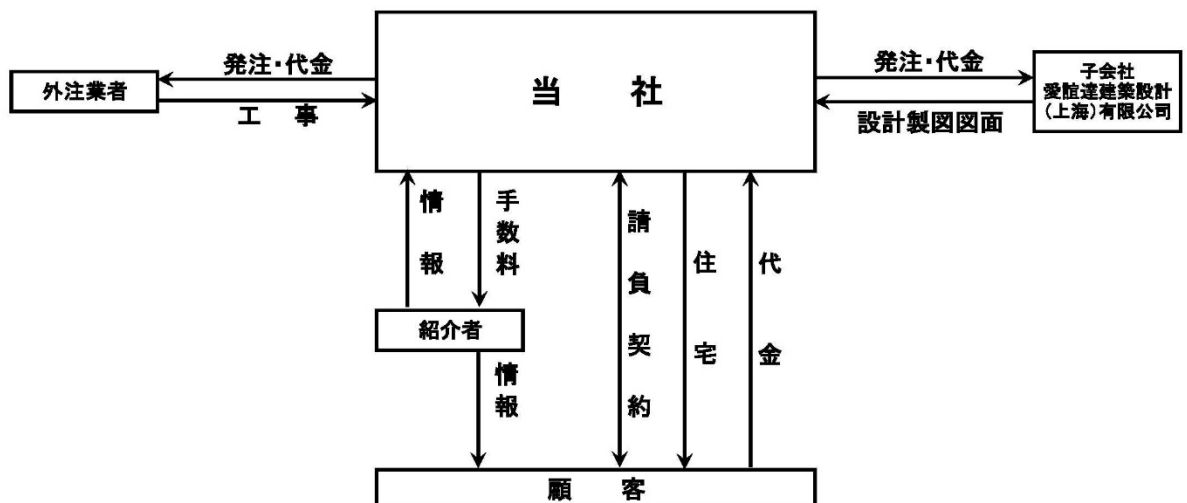 当 社
発注・代金
外注業者
工 事
発注・代金
子会社
愛誼達建築設計
(上海)有限公司
設計製図図面
情報
手数料
請負契約
住宅
代金
紹介者
情報
顧 客